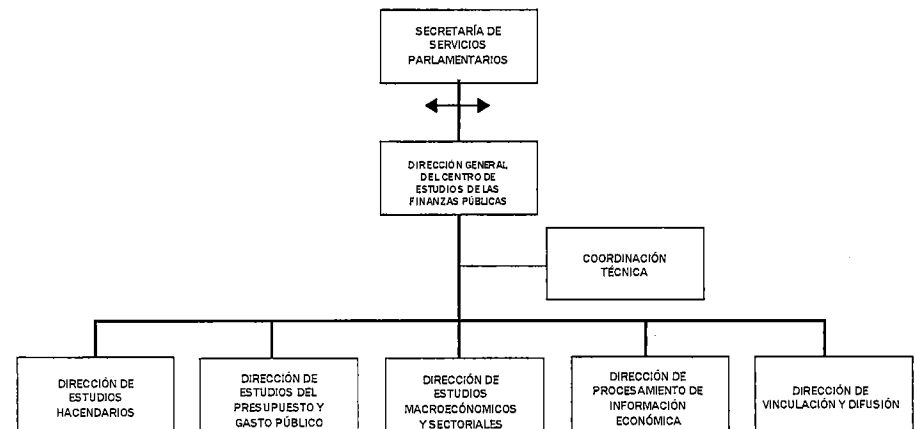 SECRETARÍA DE
SERVICIOS
PARLAMENTARIOS
DIRECCIÓN GENERAL
DEL CENTRO DE
ESTUDIOS DE LAS
FINANZAS PÚBLICAS
COORDINACIÓN
TÉCNICA
DIRECCIÓN DE
ESTUDIOS
HACENDARIOS
DIRECCIÓN DE
ESTUDIOS DEL
PRESUPUESTO Y
GASTO PÚBLICO
DIRECCIÓN DE
ESTUDIOS
MACROECÓNOMICOS
Y SECTORIALES
DIRECCIÓN DE
PROCESAMIENTO DE
INFORMACIÓN
ECONÓMICA
DIRECCIÓN DE
VINCULACIÓN Y DIFUSIÓN